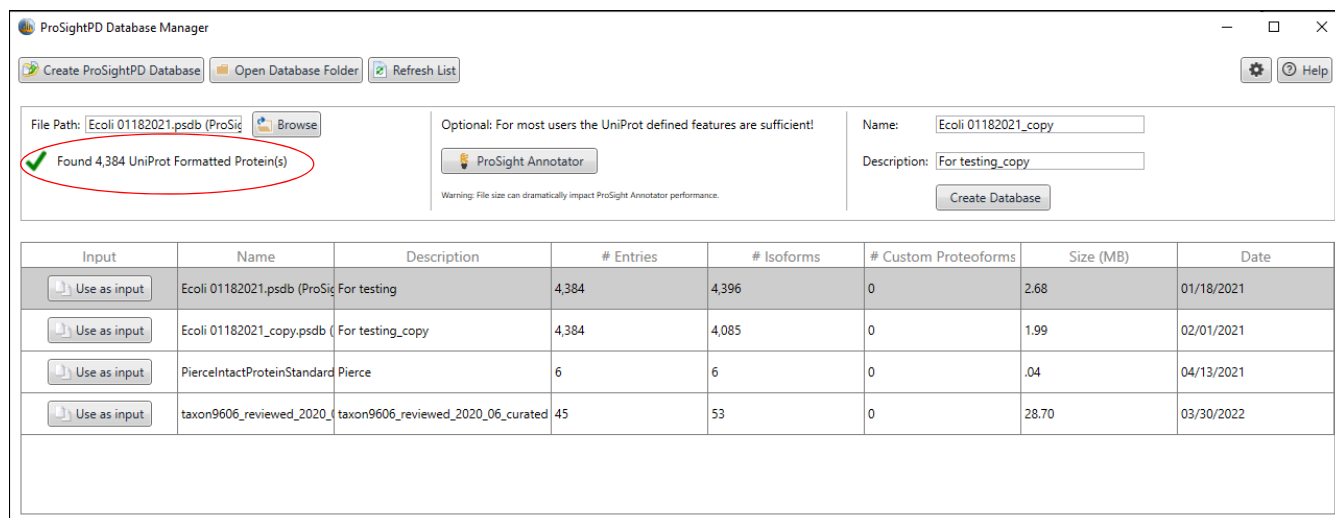 ProSightPD Database Manager
Create ProSightPD Database Open Database Folder Refresh List Help
File Path: Ecoli 01182021.psdb (ProSig Browse
Found 4,384 UniProt Formatted Protein(s)
Optional: For most users the UniProt defined features are sufficient!
ProSight Annotator
Warning: File size can dramatically impact ProSight Annotator performance.
Name: Ecoli 01182021_copy
Description: For testing_copy
Create Database
Input Name Description # Entries # Isoforms # Custom Proteoforms Size (MB) Date
Use as input Ecoli 01182021.psdb (ProSig For testing 4,384 4,396 0 2.68 01/18/2021
Use as input Ecoli 01182021_copy.psdb ( For testing_copy 4,384 4,085 0 1.99 02/01/2021
Use as input PierceIntactProteinStandard Pierce 6 6 0 .04 04/13/2021
Use as input taxon9606_reviewed_2020_( taxon9606_reviewed_2020_06_curated 45 53 0 28.70 03/30/2022